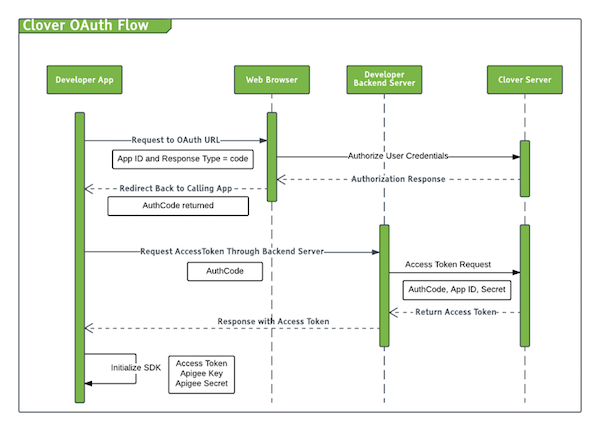 Clover OAuth Flow
Developer App
Web Browser
Developer
Backend Server
Clover Server
Request to OAuth URL
App ID and Response Type = code
Authorize User Credentials
Authorization Response
Redirect Back to Calling App
AuthCode returned
Request AccessToken Through Backend Server
AuthCode
Access Token Request
AuthCode, App ID, Secret
Return Access Token
Response with Access Token
Initialize SDK
Access Token
Apigee Key
Apigee Secret